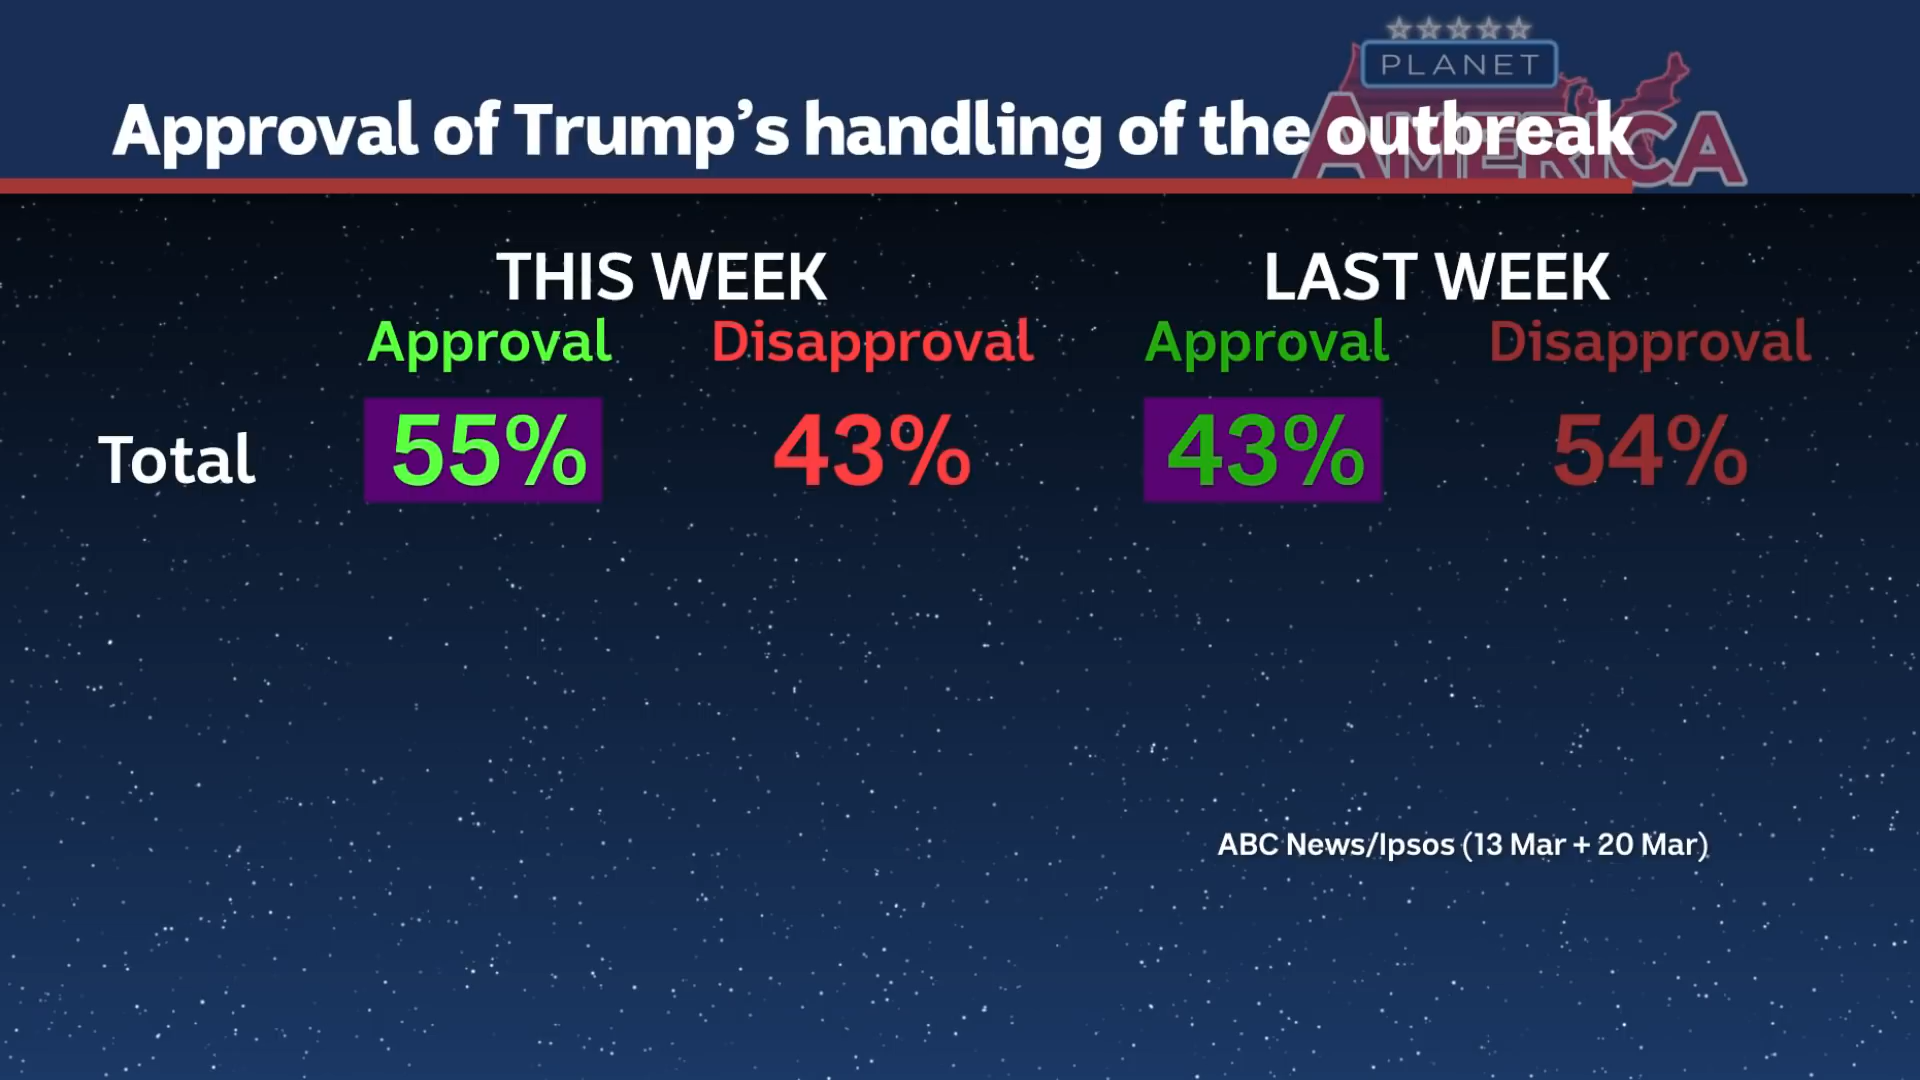 PLANET
AMERICA
Approval of Trump's handling of the outbreak
THIS WEEK
LAST WEEK
Approval
Disapproval
Approval
Disapproval
Total
55%
43%
43%
54%
ABC News/Ipsos (13 Mar + 20 Mar)